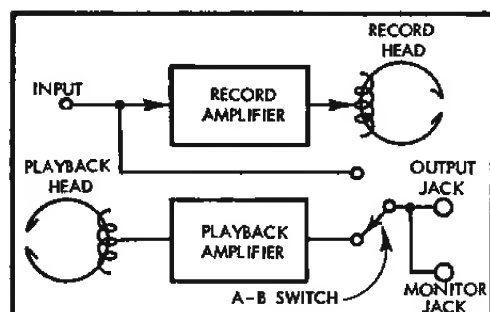 RECORD
HEAD
INPUT
RECORD
AMPLIFIER
PLAYBACK
HEAD
OUTPUT
JACK
PLAYBACK
AMPLIFIER
A-B SWITCH
MONITOR
JACK